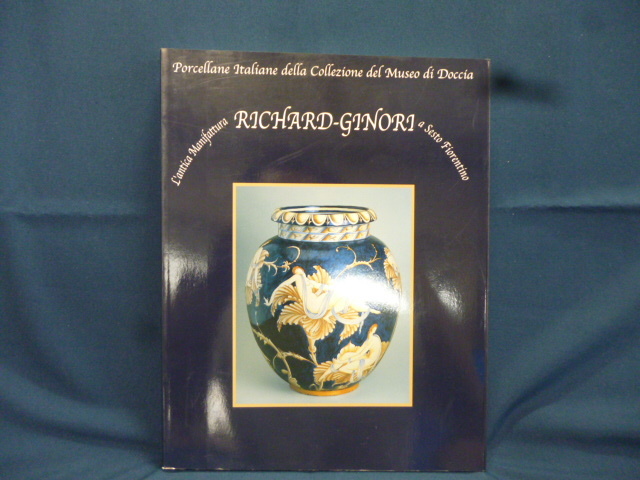 Porcellane Italiane della Collezione del Museo di Doccia
L'antica Manifattura RICHARD-GINORI a Sesto Fiorentino